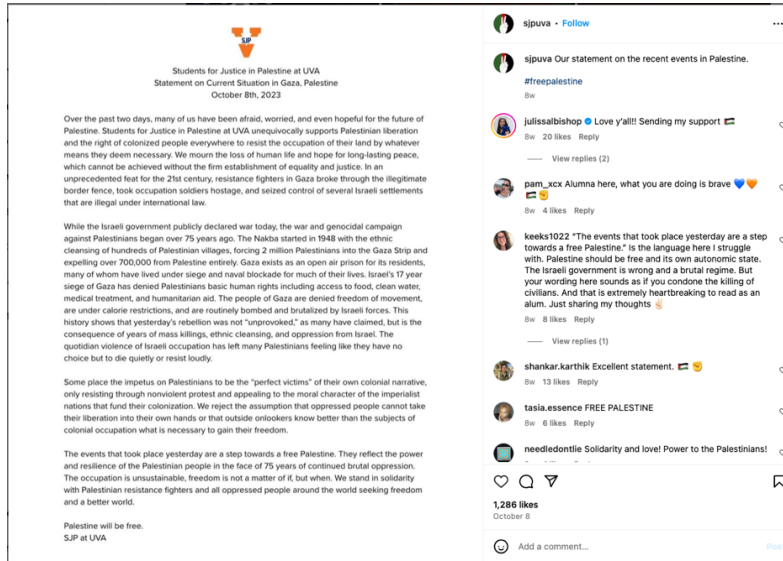 SJP
Students for Justice in Palestine at UVA
Statement on Current Situation in Gaza, Palestine
October 8th, 2023
Over the past two days, many of us have been afraid, worried, and even hopeful for the future of
Palestine. Students for Justice in Palestine at UVA unequivocally supports Palestinian liberation
and the right of colonized people everywhere to resist the occupation of their land by whatever
means they deem necessary. We mourn the loss of human life and hope for long-lasting peace,
which cannot be achieved without the firm establishment of equality and justice. In an
unprecedented feat for the 21st century, resistance fighters in Gaza broke through the illegitimate
border fence, took occupation soldiers hostage, and seized control of several Israeli settlements
that are illegal under international law.
While the Israeli government publicly declared war today, the war and genocidal campaign
against Palestinians began over 75 years ago. The Nakba started in 1948 with the ethnic
cleansing of hundreds of Palestinian villages, forcing 2 million Palestinians into the Gaza Strip and
expelling over 700,000 from Palestine entirely. Gaza exists as an open air prison for its residents,
many of whom have lived under siege and naval blockade for much of their lives. Israel's 17 year
siege of Gaza has denied Palestinians basic human rights including access to food, clean water,
medical treatment, and humanitarian aid. The people of Gaza are denied freedom of movement,
are under calorie restrictions, and are routinely bombed and brutalized by Israeli forces. This
history shows that yesterday's rebellion was not "unprovoked," as many have claimed, but is the
consequence of years of mass killings, ethnic cleansing, and oppression from Israel. The
quotidian violence of Israeli occupation has left many Palestinians feeling like they have no
choice but to die quietly or resist loudly.
Some place the impetus on Palestinians to be the "perfect victims" of their own colonial narrative,
only resisting through nonviolent protest and appealing to the moral character of the imperialist
nations that fund their colonization. We reject the assumption that oppressed people cannot take
their liberation into their own hands or that outside onlookers know better than the subjects of
colonial occupation what is necessary to gain their freedom.
The events that took place yesterday are a step towards a free Palestine. They reflect the power
and resilience of the Palestinian people in the face of 75 years of continued brutal oppression.
The occupation is unsustainable, freedom is not a matter of if, but when. We stand in solidarity
with Palestinian resistance fighters and all oppressed people around the world seeking freedom
and a better world.
Palestine will be free.
SJP at UVA
sjpuva • Follow
sjpuva Our statement on the recent events in Palestine.
#freepalestine
8w
julissalbishop Love y'all!! Sending my support 🇵🇸
8w 20 likes Reply
View replies (2)
pam_xcx Alumna here, what you are doing is brave 💙🧡
🇵🇸✊
8w 4 likes Reply
keeks1022 "The events that took place yesterday are a step
towards a free Palestine." Is the language here I struggle
with. Palestine should be free and its own autonomic state.
The Israeli government is wrong and a brutal regime. But
your wording here sounds as if you condone the killing of
civilians. And that is extremely heartbreaking to read as an
alum. Just sharing my thoughts ✌🏻
8w 8 likes Reply
View replies (1)
shankar.karthik Excellent statement. 🇵🇸 ✊
8w 13 likes Reply
tasia.essence FREE PALESTINE
8w 6 likes Reply
needledontlie Solidarity and love! Power to the Palestinians!
1,286 likes
October 8
Add a comment...
Post